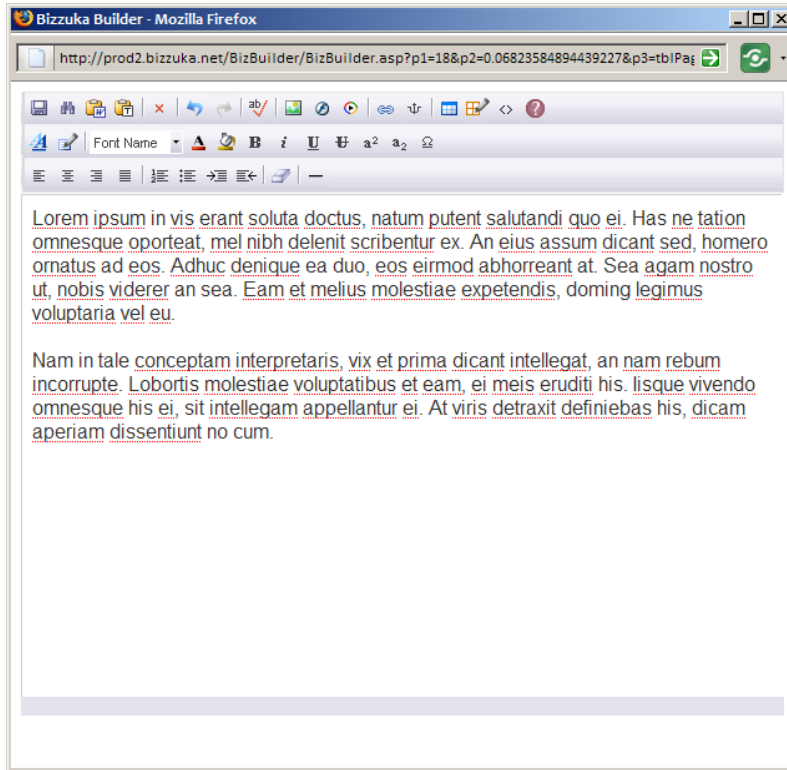 Bizzuka Builder - Mozilla Firefox
http://prod2.bizzuka.net/BizBuilder/BizBuilder.asp?p1=18&p2=0.06823584894439227&p3=tblPag
Font Name A B i U U a² a₂ Ω
Lorem ipsum in vis erant soluta doctus, natum putent salutandi quo ei. Has ne tation
omnesque oporteat, mel nibh delenit scribentur ex. An eius assum dicant sed, homero
ornatus ad eos. Adhuc denique ea duo, eos eirmod abhorreant at. Sea agam nostro
ut, nobis viderer an sea. Eam et melius molestiae expetendis, doming legimus
voluptaria vel eu.
Nam in tale conceptam interpretaris, vix et prima dicant intellegat, an nam rebum
incorrupte. Lobortis molestiae voluptatibus et eam, ei meis eruditi his. Iisque vivendo
omnesque his ei, sit intellegam appellantur ei. At viris detraxit definiebas his, dicam
aperiam dissentiunt no cum.